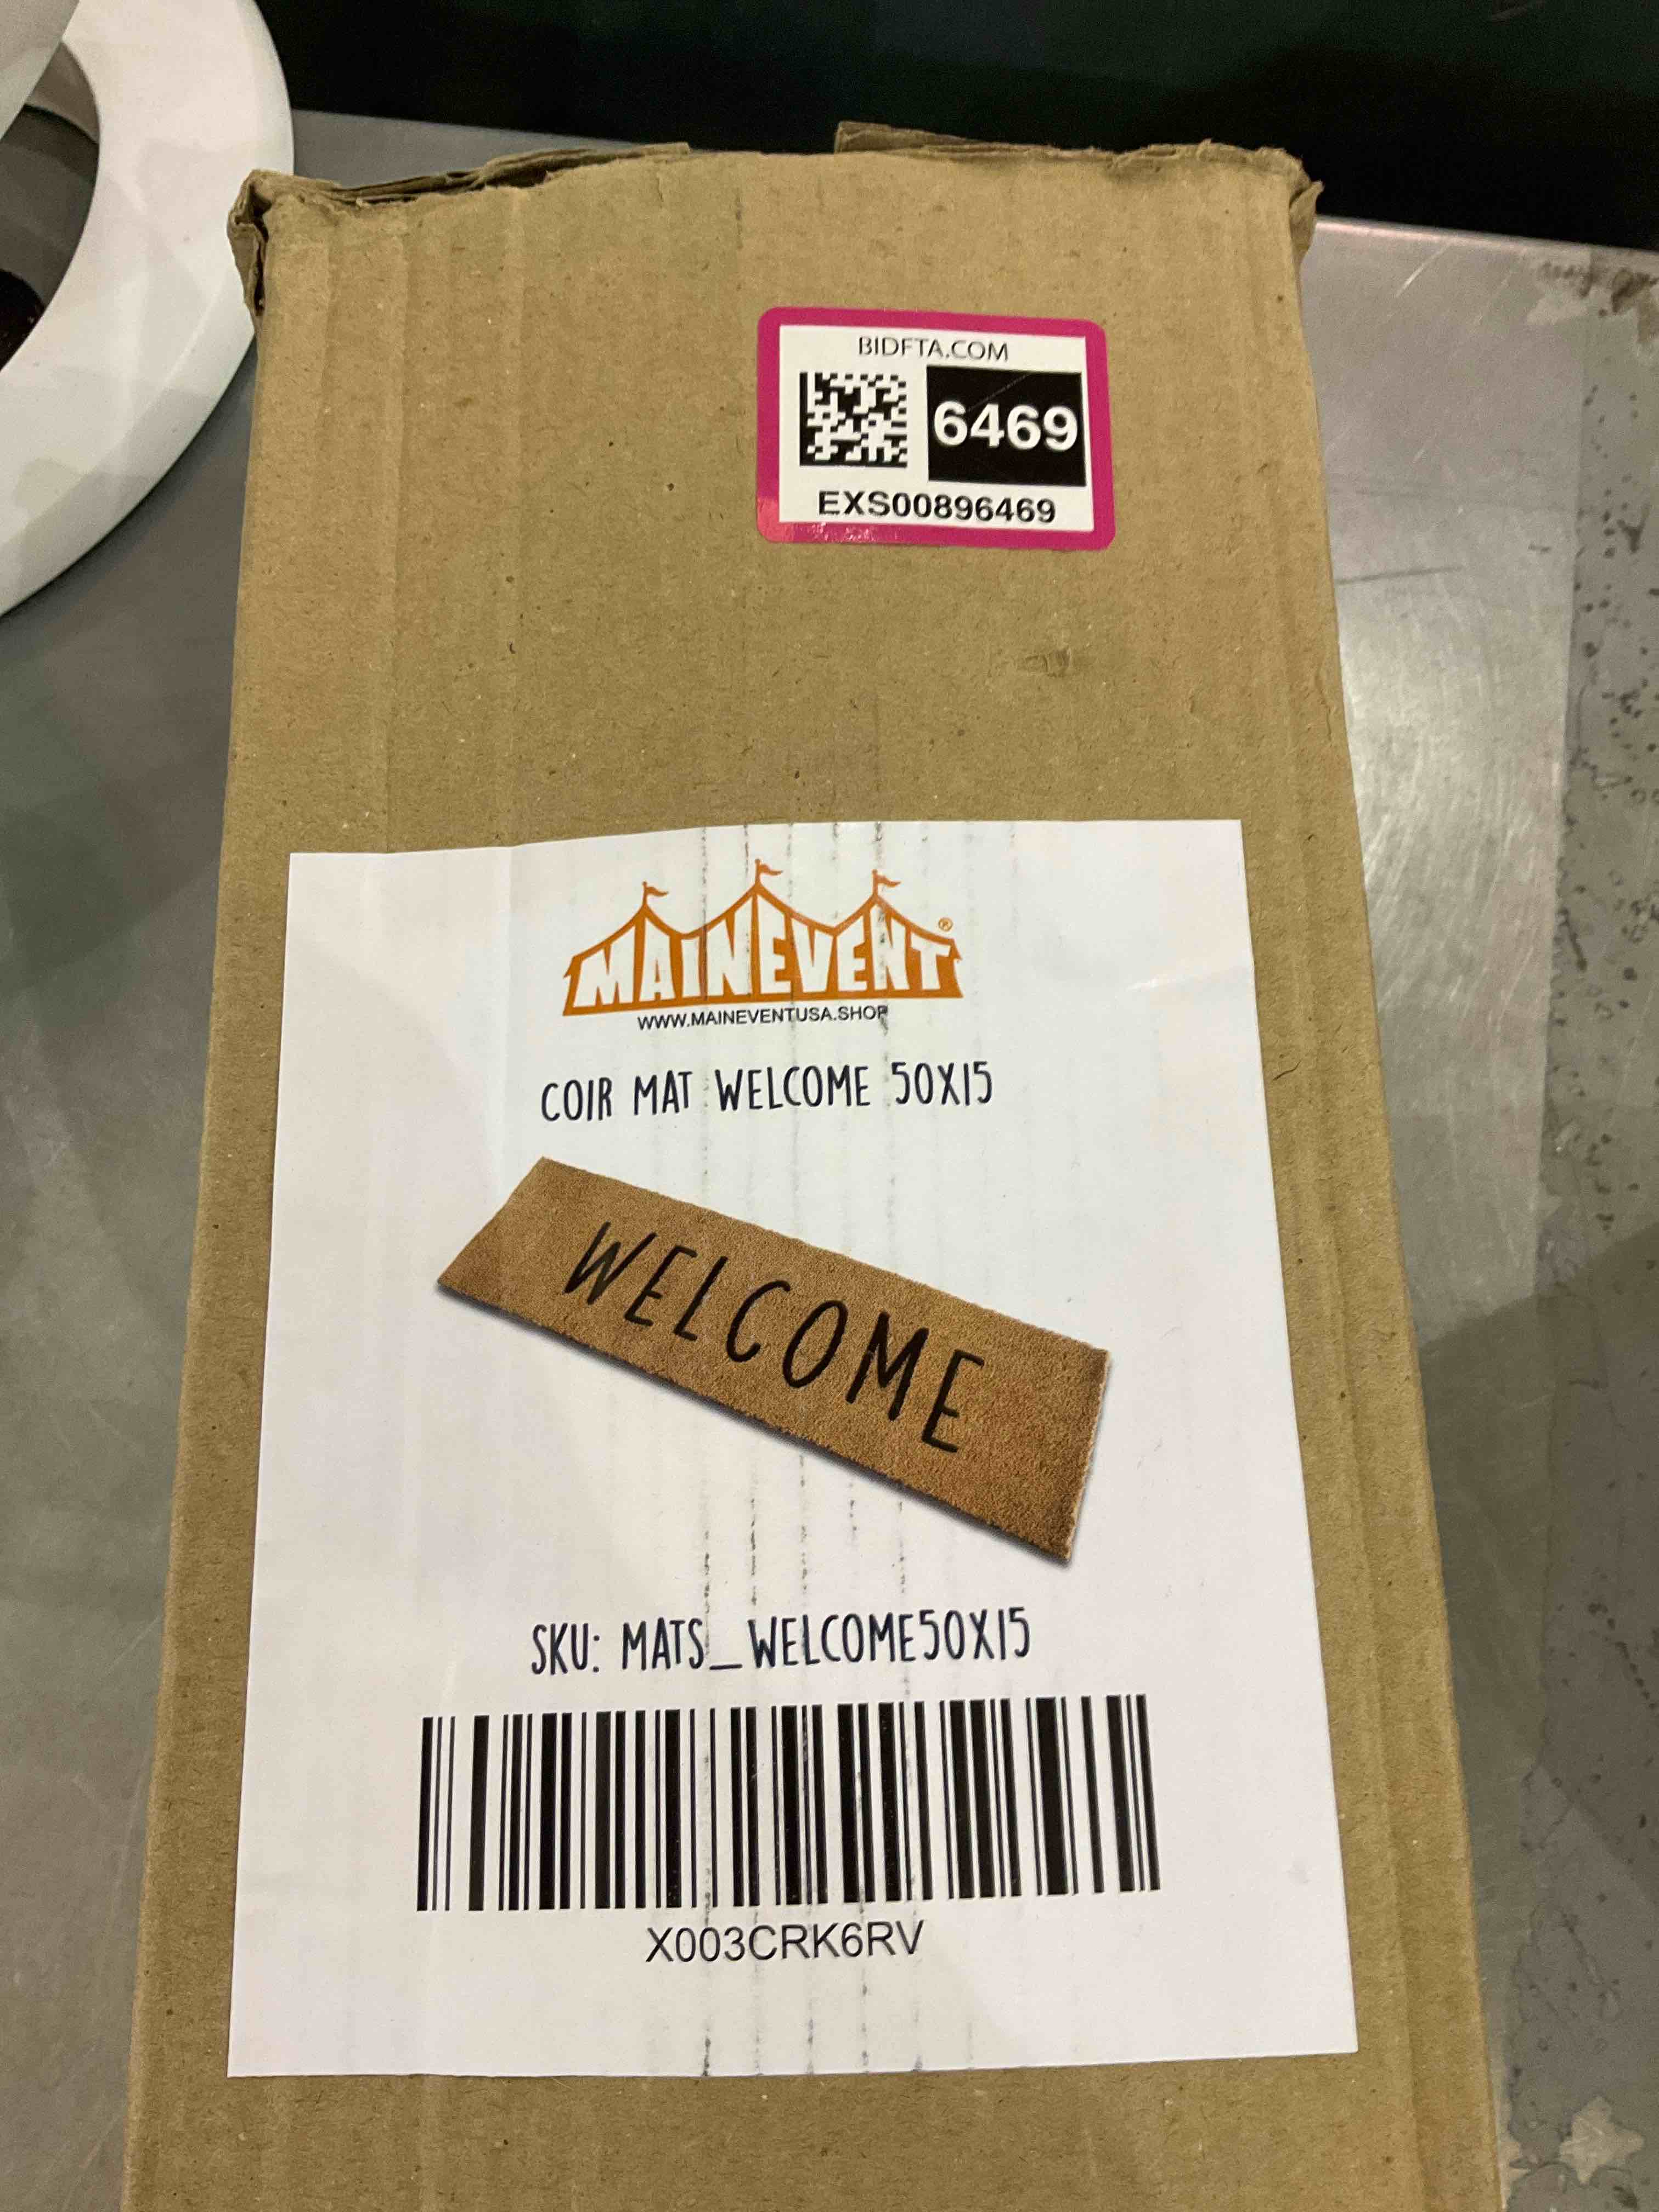 BIDFTA.COM
6469
EXS00896469
MAINEVENT®
WWW.MAINEVENTUSA.SHOP
COIR MAT WELCOME 50X15
WELCOME
SKU: MATS_WELCOME50X15
X003CRK6RV